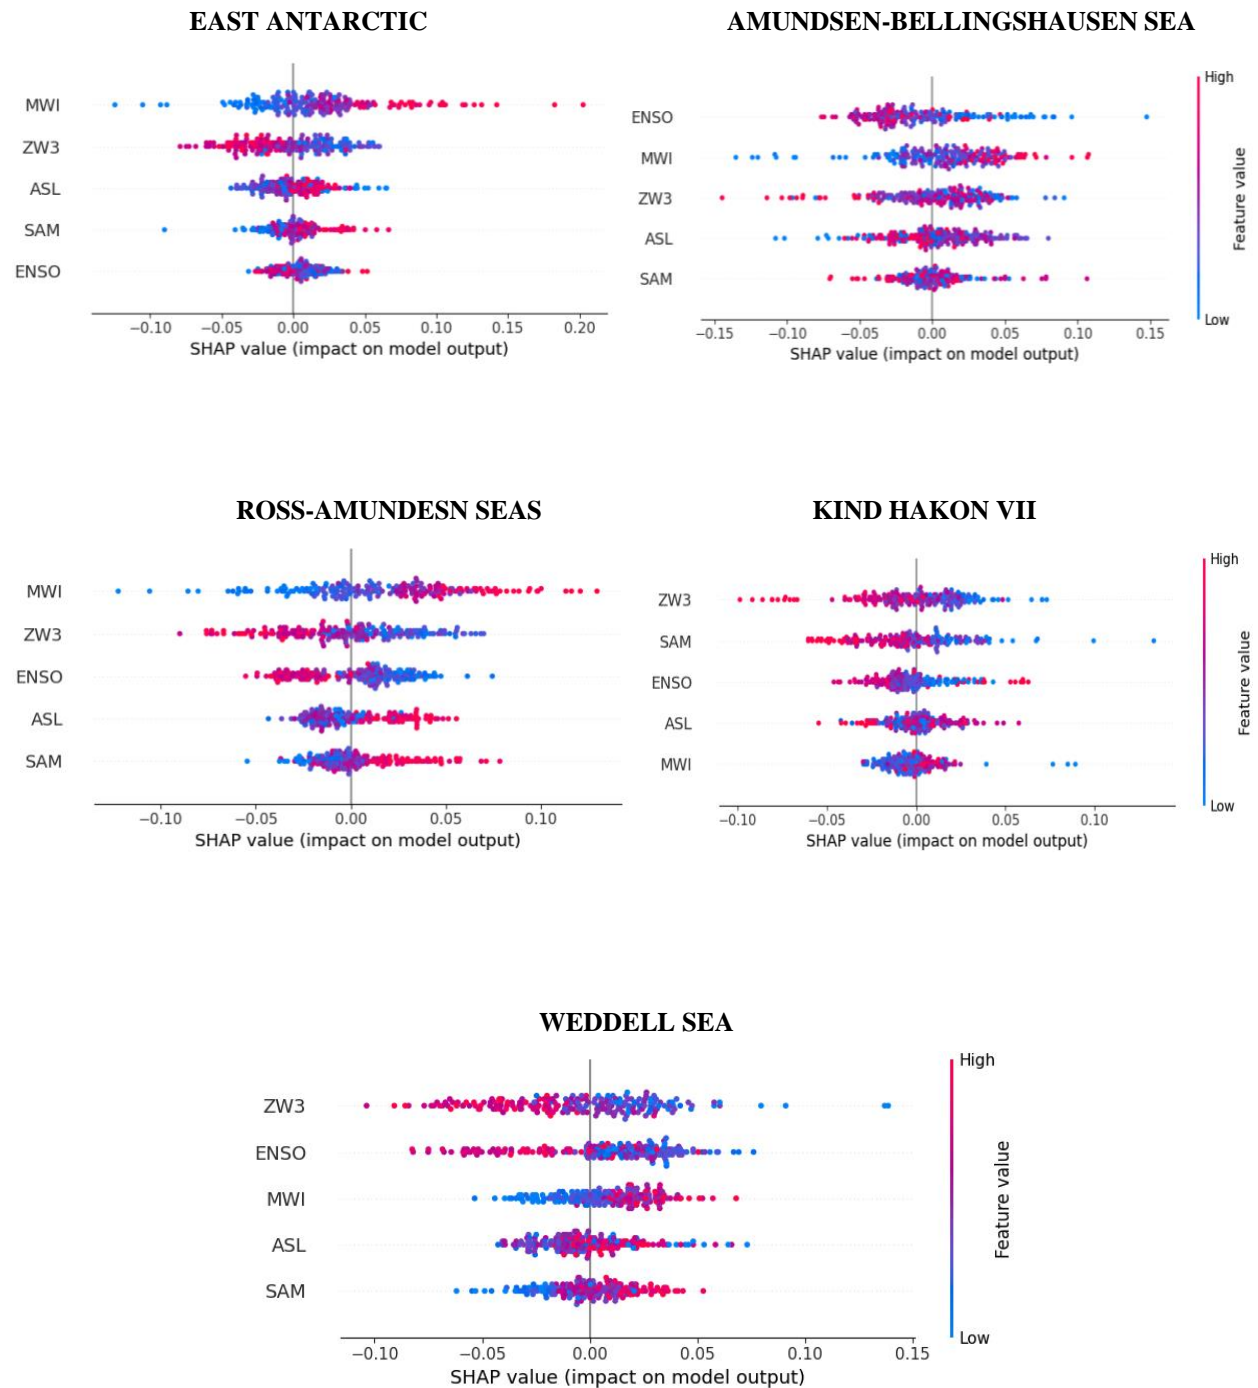 EAST ANTARCTIC
MWI
ZW3
ASL
SAM
ENSO
−0.10 −0.05 0.00 0.05 0.10 0.15 0.20
SHAP value (impact on model output)
AMUNDSEN-BELLINGSHAUSEN SEA
High
ENSO
MWI
ZW3
ASL
SAM
Feature value
Low
−0.15 −0.10 −0.05 0.00 0.05 0.10 0.15
SHAP value (impact on model output)
ROSS-AMUNDESN SEAS
MWI
ZW3
ENSO
ASL
SAM
−0.10 −0.05 0.00 0.05 0.10
SHAP value (impact on model output)
KIND HAKON VII
High
ZW3
SAM
ENSO
ASL
MWI
Feature value
Low
−0.10 −0.05 0.00 0.05 0.10
SHAP value (impact on model output)
WEDDELL SEA
High
ZW3
ENSO
MWI
ASL
SAM
Feature value
Low
−0.10 −0.05 0.00 0.05 0.10 0.15
SHAP value (impact on model output)